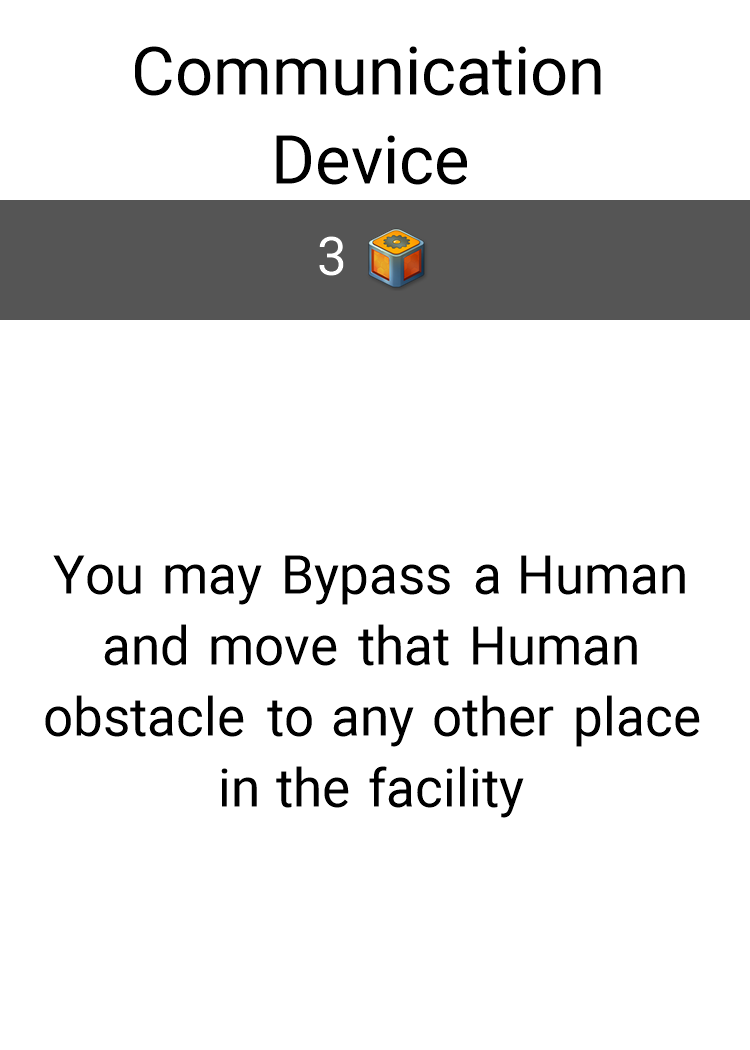 Communication
Device
3
You may Bypass a Human
and move that Human
obstacle to any other place
in the facility